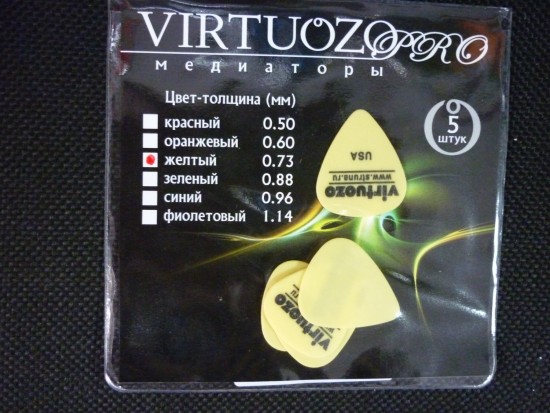 VIRTUOZO PRO
медиаторы
Цвет-толщина (мм)
красный 0.50
оранжевый 0.60
желтый 0.73
зеленый 0.88
синий 0.96
фиолетовый 1.14
5
штук
USA
www.struna.ru
virtuozo
virtuozo